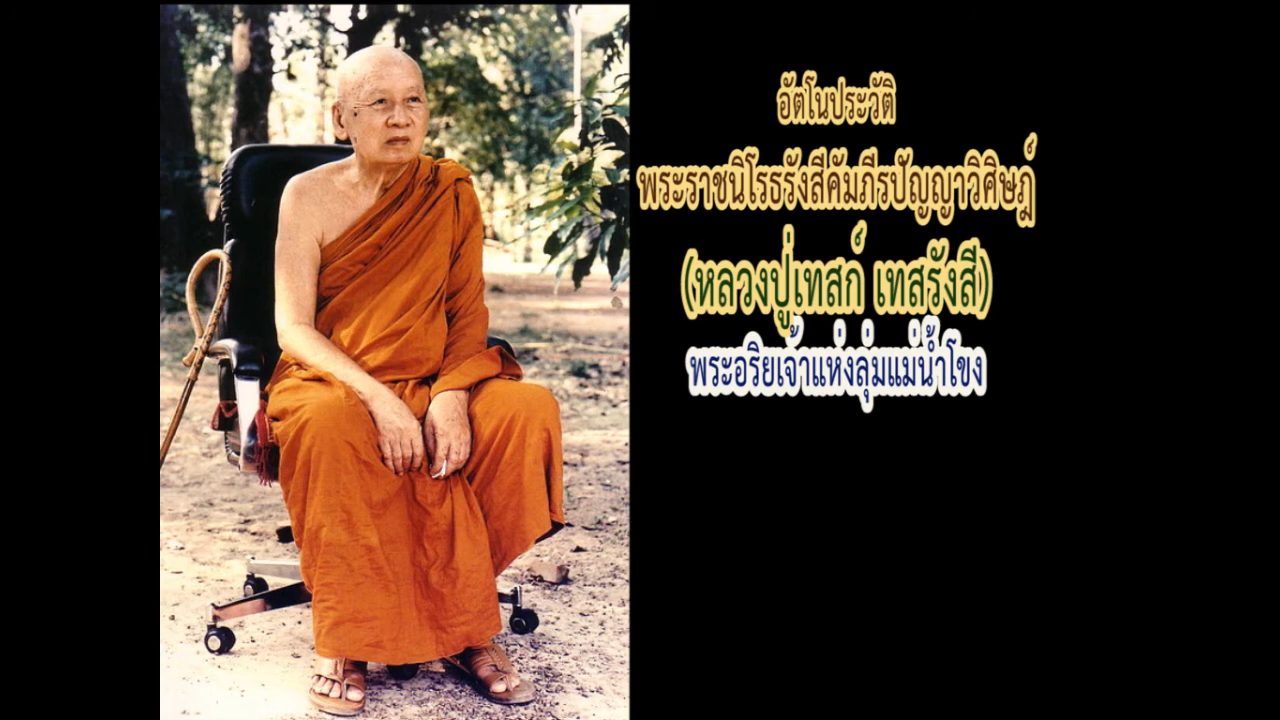 อัตโนประวัติ
พระราชนิโรธรังสีคัมภีรปัญญาวิศิษฏ์
(หลวงปู่เทสก์ เทสรังสี)
พระอริยเจ้าแห่งลุ่มแม่น้ำโขง